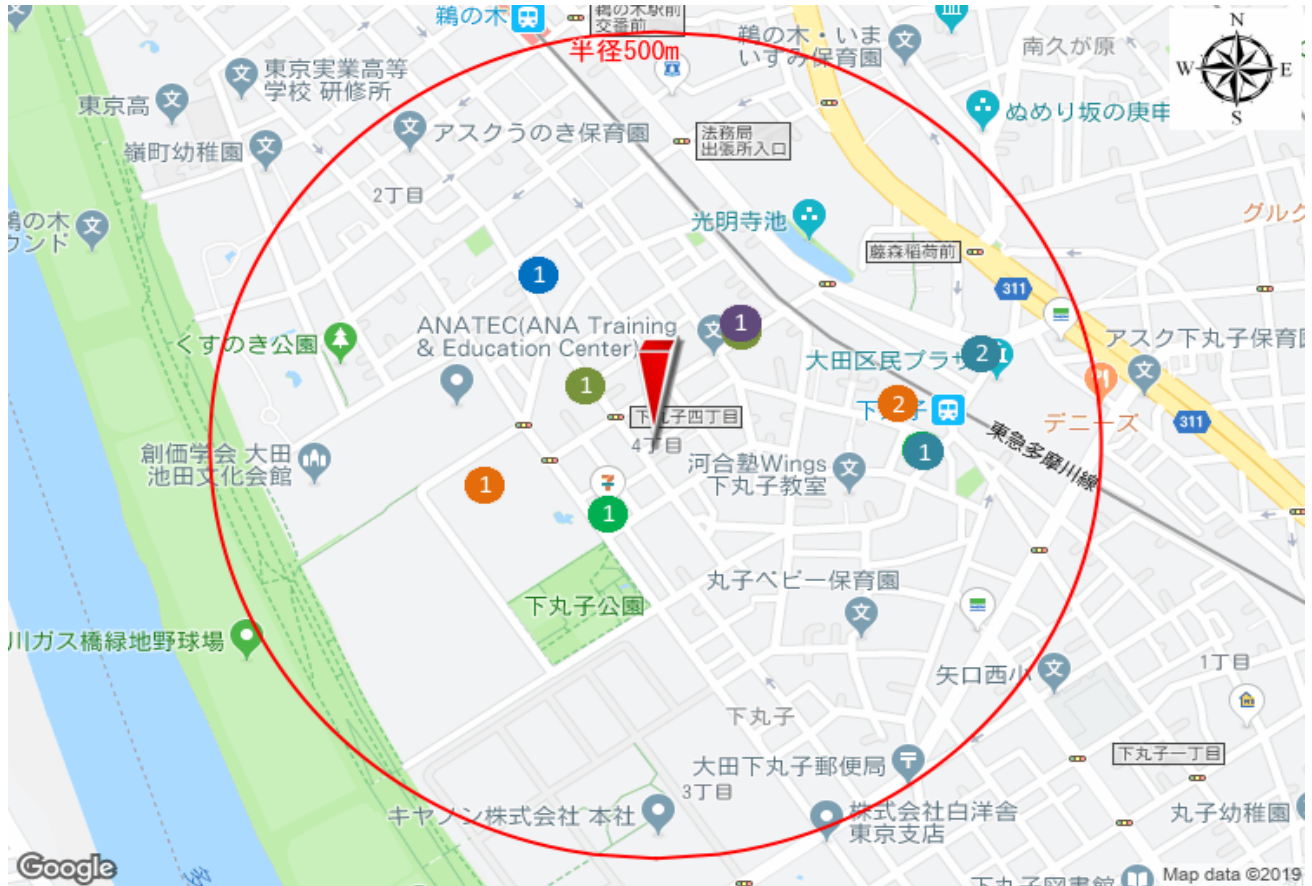 鵜の木
鵜の木駅前
交番前
半径500m
鵜の木・いま
いずみ保育園
南久が原
N
W
E
S
東京実業高等
学校 研修所
東京高
アスクうのき保育園
法務局
出張所入口
ぬめり坂の庚申
嶺町幼稚園
2丁目
鵜の木
ウンド
光明寺池
グルク
藤森稲荷前
1
311
ANATEC(ANA Training
& Education Center)
1
くすのき公園
アスク下丸子保育園
大田区民プラザ
2
1
下丸子四丁目
2
下丸子
デニーズ
311
4丁目
東急多摩川線
創価学会 大田
池田文化会館
河合塾Wings
下丸子教室
1
1
1
丸子ベビー保育園
下丸子公園
川ガス橋緑地野球場
矢口西小
1丁目
下丸子
大田下丸子郵便局
下丸子一丁目
3丁目
キヤノン株式会社 本社
株式会社白洋舎
東京支店
丸子幼稚園
Google
下丸子図書館
Map data ©2019